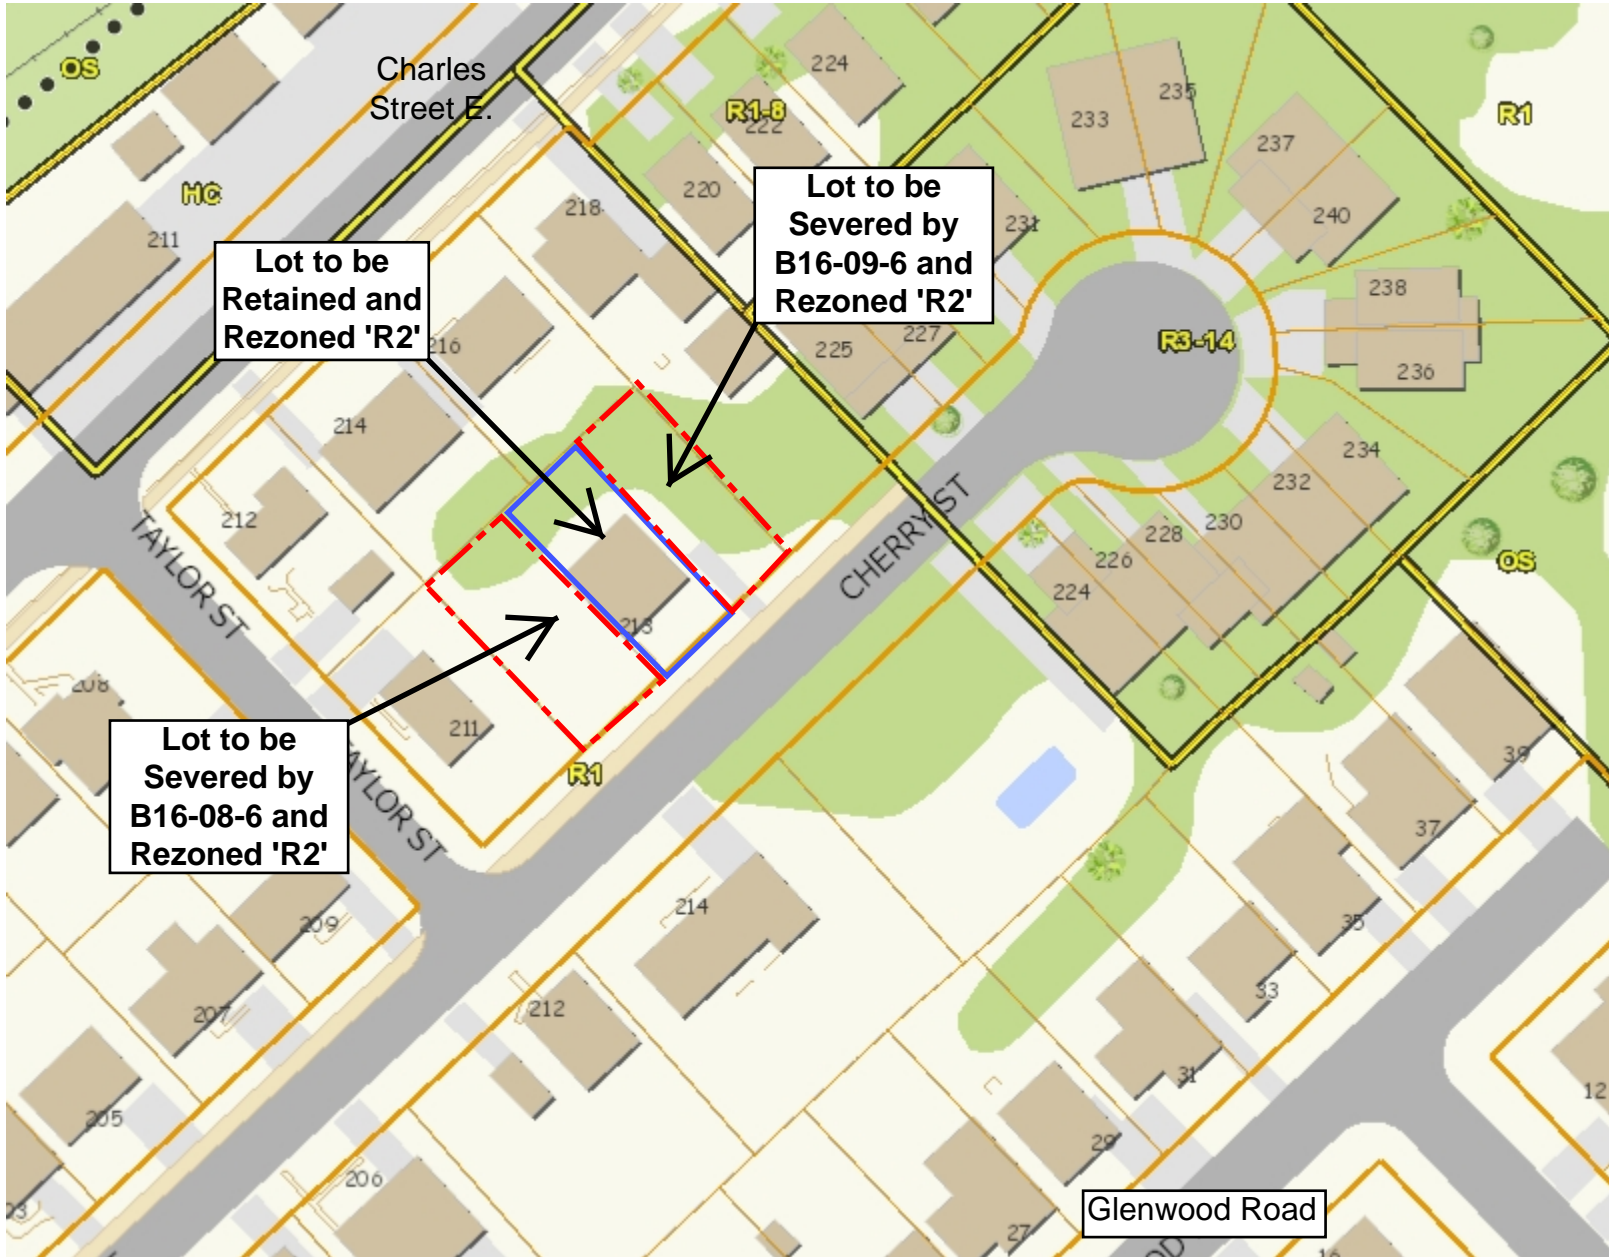 OS
Charles
Street E.
224
R1-8
222
233
235
R1
237
220
HC
218
240
211
Lot to be
Severed by
B16-09-6 and
Rezoned 'R2'
231
Lot to be
Retained and
Rezoned 'R2'
238
216
225
227
R3-14
236
214
234
232
212
230
228
226
224
TAYLOR ST
CHERRY ST
OS
213
208
211
Lot to be
Severed by
B16-08-6 and
Rezoned 'R2'
TAYLOR ST
R1
39
37
209
214
35
207
212
33
31
205
12
29
206
27
Glenwood Road
16